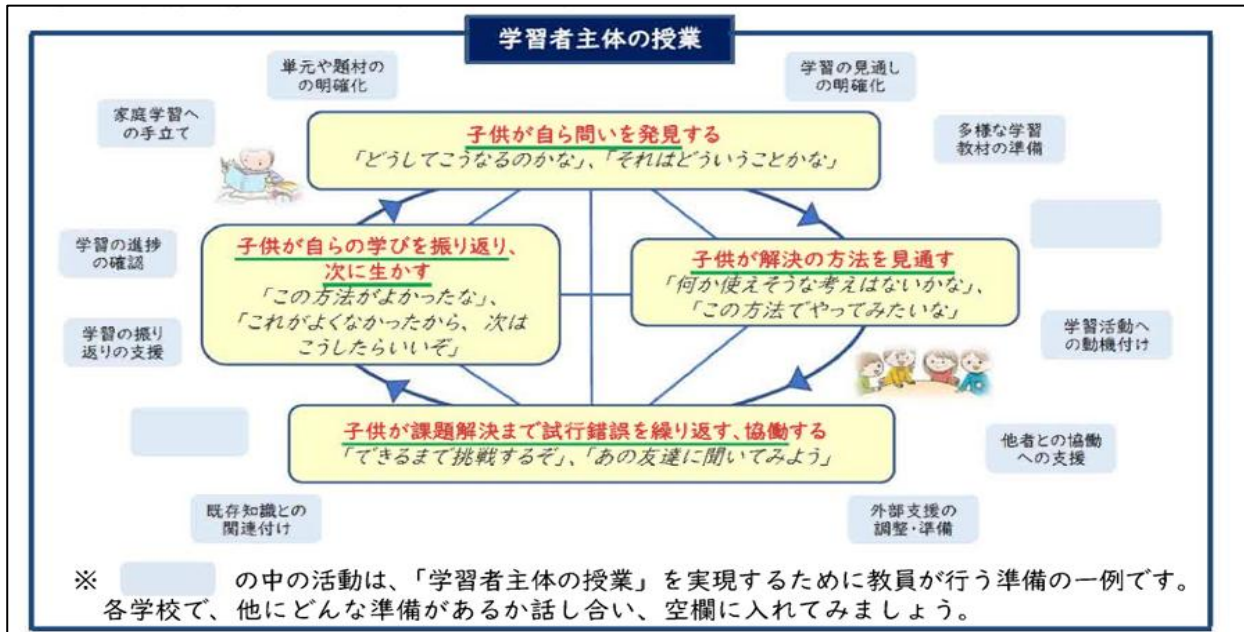 学習者主体の授業
単元や題材の
の明確化
学習の見通し
の明確化
家庭学習へ
の手立て
多様な学習
教材の準備
子供が自ら問いを発見する
「どうしてこうなるのかな」、「それはどういうことかな」
学習の進捗
の確認
子供が自らの学びを振り返り、
次に生かす
「この方法がよかったな」、
「これがよくなかったから、次は
こうしたらいいぞ」
子供が解決の方法を見通す
「何か使えそうな考えはないかな」、
「この方法でやってみたいな」
学習の振り
返りの支援
学習活動へ
の動機付け
子供が課題解決まで試行錯誤を繰り返す、協働する
「できるまで挑戦するぞ」、「あの友達に聞いてみよう」
他者との協働
への支援
既存知識との
関連付け
外部支援の
調整・準備
※ の中の活動は、「学習者主体の授業」を実現するために教員が行う準備の一例です。
各学校で、他にどんな準備があるか話し合い、空欄に入れてみましょう。